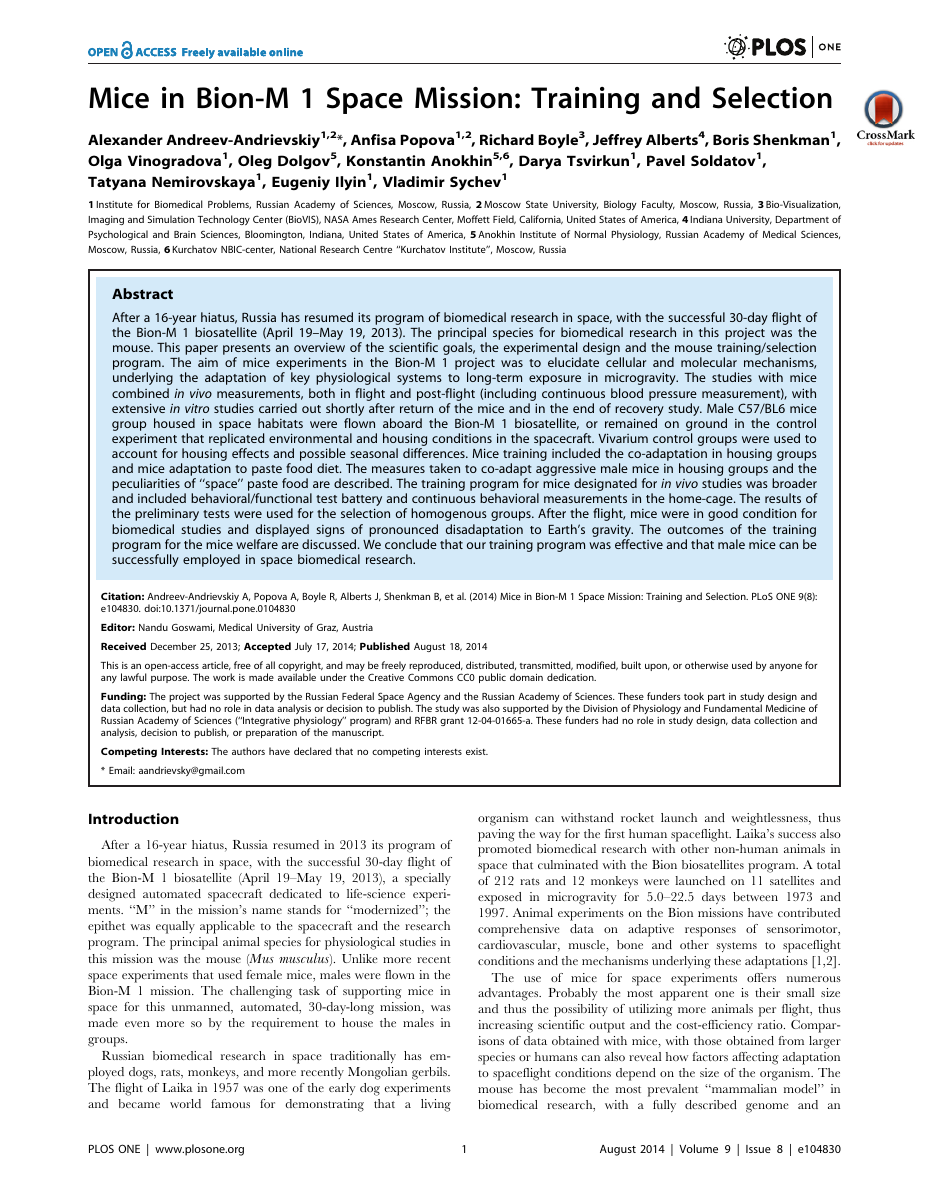 OPEN ACCESS Freely available online
PLOS ONE
Mice in Bion-M 1 Space Mission: Training and Selection
CrossMark
click for updates
Alexander Andreev-Andrievskiy1,2*, Anfisa Popova1,2, Richard Boyle3, Jeffrey Alberts4, Boris Shenkman1,
Olga Vinogradova1, Oleg Dolgov5, Konstantin Anokhin5,6, Darya Tsvirkun1, Pavel Soldatov1,
Tatyana Nemirovskaya1, Eugeniy Ilyin1, Vladimir Sychev1
1 Institute for Biomedical Problems, Russian Academy of Sciences, Moscow, Russia, 2 Moscow State University, Biology Faculty, Moscow, Russia, 3 Bio-Visualization,
Imaging and Simulation Technology Center (BioVIS), NASA Ames Research Center, Moffett Field, California, United States of America, 4 Indiana University, Department of
Psychological and Brain Sciences, Bloomington, Indiana, United States of America, 5 Anokhin Institute of Normal Physiology, Russian Academy of Medical Sciences,
Moscow, Russia, 6 Kurchatov NBIC-center, National Research Centre ‘‘Kurchatov Institute’’, Moscow, Russia
Abstract
After a 16-year hiatus, Russia has resumed its program of biomedical research in space, with the successful 30-day flight of
the Bion-M 1 biosatellite (April 19–May 19, 2013). The principal species for biomedical research in this project was the
mouse. This paper presents an overview of the scientific goals, the experimental design and the mouse training/selection
program. The aim of mice experiments in the Bion-M 1 project was to elucidate cellular and molecular mechanisms,
underlying the adaptation of key physiological systems to long-term exposure in microgravity. The studies with mice
combined in vivo measurements, both in flight and post-flight (including continuous blood pressure measurement), with
extensive in vitro studies carried out shortly after return of the mice and in the end of recovery study. Male C57/BL6 mice
group housed in space habitats were flown aboard the Bion-M 1 biosatellite, or remained on ground in the control
experiment that replicated environmental and housing conditions in the spacecraft. Vivarium control groups were used to
account for housing effects and possible seasonal differences. Mice training included the co-adaptation in housing groups
and mice adaptation to paste food diet. The measures taken to co-adapt aggressive male mice in housing groups and the
peculiarities of ‘‘space’’ paste food are described. The training program for mice designated for in vivo studies was broader
and included behavioral/functional test battery and continuous behavioral measurements in the home-cage. The results of
the preliminary tests were used for the selection of homogenous groups. After the flight, mice were in good condition for
biomedical studies and displayed signs of pronounced disadaptation to Earth’s gravity. The outcomes of the training
program for the mice welfare are discussed. We conclude that our training program was effective and that male mice can be
successfully employed in space biomedical research.
Citation: Andreev-Andrievskiy A, Popova A, Boyle R, Alberts J, Shenkman B, et al. (2014) Mice in Bion-M 1 Space Mission: Training and Selection. PLoS ONE 9(8):
e104830. doi:10.1371/journal.pone.0104830
Editor: Nandu Goswami, Medical University of Graz, Austria
Received December 25, 2013; Accepted July 17, 2014; Published August 18, 2014
This is an open-access article, free of all copyright, and may be freely reproduced, distributed, transmitted, modified, built upon, or otherwise used by anyone for
any lawful purpose. The work is made available under the Creative Commons CC0 public domain dedication.
Funding: The project was supported by the Russian Federal Space Agency and the Russian Academy of Sciences. These funders took part in study design and
data collection, but had no role in data analysis or decision to publish. The study was also supported by the Division of Physiology and Fundamental Medicine of
Russian Academy of Sciences (‘‘Integrative physiology’’ program) and RFBR grant 12-04-01665-a. These funders had no role in study design, data collection and
analysis, decision to publish, or preparation of the manuscript.
Competing Interests: The authors have declared that no competing interests exist.
* Email: aandrievsky@gmail.com
Introduction
After a 16-year hiatus, Russia resumed in 2013 its program of
biomedical research in space, with the successful 30-day flight of
the Bion-M 1 biosatellite (April 19–May 19, 2013), a specially
designed automated spacecraft dedicated to life-science experi-
ments. ‘‘M’’ in the mission’s name stands for ‘‘modernized’’; the
epithet was equally applicable to the spacecraft and the research
program. The principal animal species for physiological studies in
this mission was the mouse (Mus musculus). Unlike more recent
space experiments that used female mice, males were flown in the
Bion-M 1 mission. The challenging task of supporting mice in
space for this unmanned, automated, 30-day-long mission, was
made even more so by the requirement to house the males in
groups.
Russian biomedical research in space traditionally has em-
ployed dogs, rats, monkeys, and more recently Mongolian gerbils.
The flight of Laika in 1957 was one of the early dog experiments
and became world famous for demonstrating that a living
organism can withstand rocket launch and weightlessness, thus
paving the way for the first human spaceflight. Laika’s success also
promoted biomedical research with other non-human animals in
space that culminated with the Bion biosatellites program. A total
of 212 rats and 12 monkeys were launched on 11 satellites and
exposed in microgravity for 5.0–22.5 days between 1973 and
1997. Animal experiments on the Bion missions have contributed
comprehensive data on adaptive responses of sensorimotor,
cardiovascular, muscle, bone and other systems to spaceflight
conditions and the mechanisms underlying these adaptations [1,2].
The use of mice for space experiments offers numerous
advantages. Probably the most apparent one is their small size
and thus the possibility of utilizing more animals per flight, thus
increasing scientific output and the cost-efficiency ratio. Compar-
isons of data obtained with mice, with those obtained from larger
species or humans can also reveal how factors affecting adaptation
to spaceflight conditions depend on the size of the organism. The
mouse has become the most prevalent ‘‘mammalian model’’ in
biomedical research, with a fully described genome and an
PLOS ONE | www.plosone.org
1
August 2014 | Volume 9 | Issue 8 | e104830